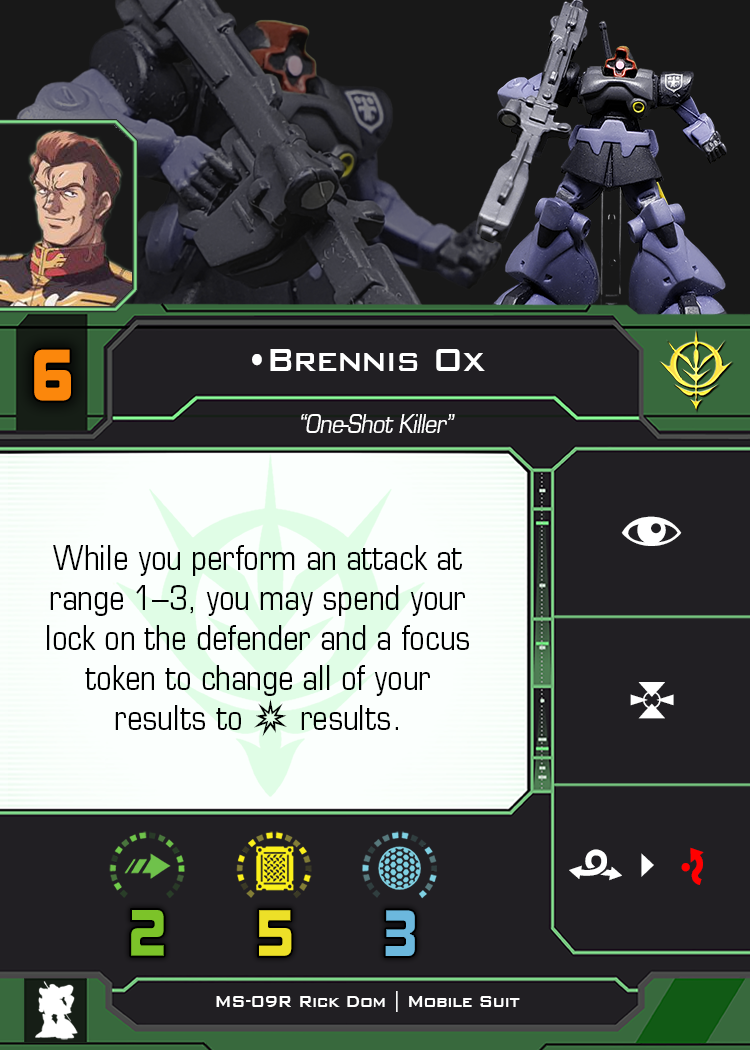 6
•Brennis Ox
“One-Shot Killer”
While you perform an attack at
range 1–3, you may spend your
lock on the defender and a focus
token to change all of your
results to results.
2 5 3
MS-09R Rick Dom | Mobile Suit